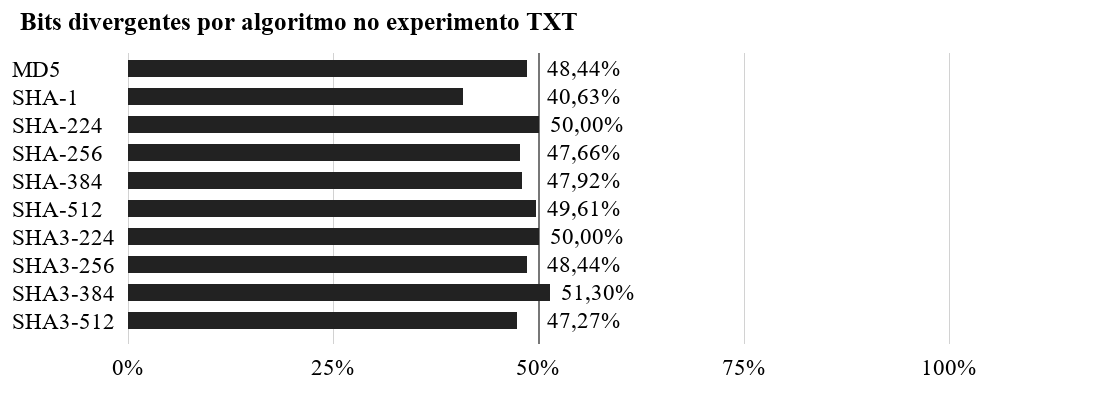 Bits divergentes por algoritmo no experimento TXT
MD5 48,44%
SHA-1 40,63%
SHA-224 50,00%
SHA-256 47,66%
SHA-384 47,92%
SHA-512 49,61%
SHA3-224 50,00%
SHA3-256 48,44%
SHA3-384 51,30%
SHA3-512 47,27%
0% 25% 50% 75% 100%